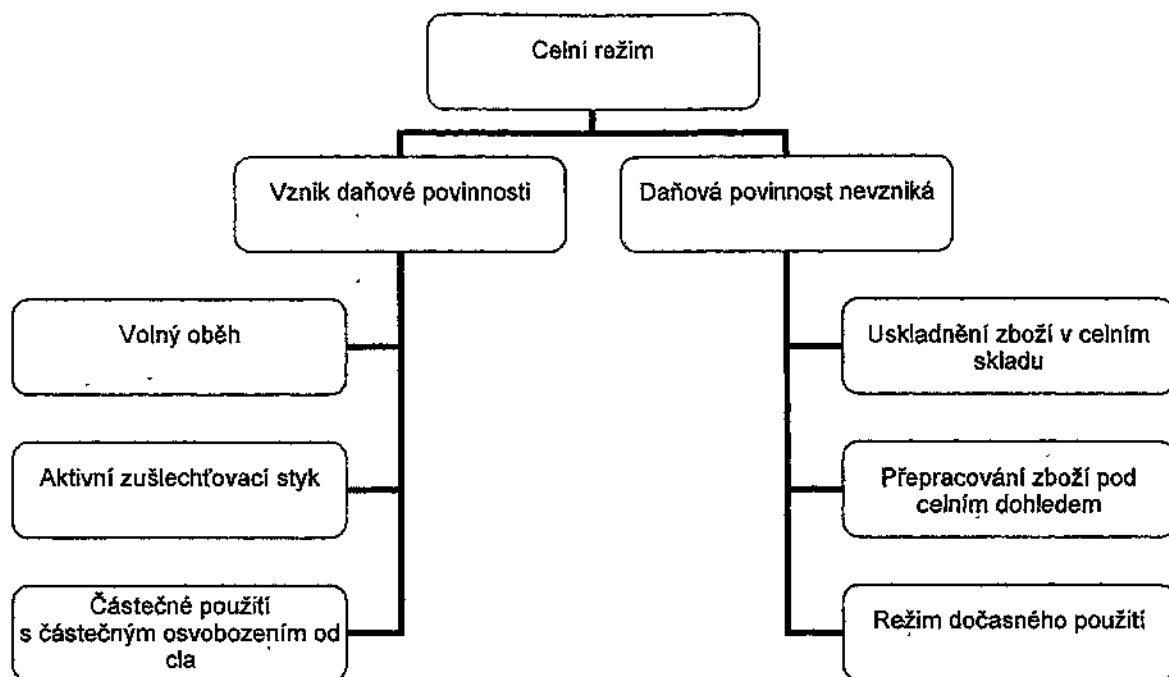 Celní režim
Vznik daňové povinnosti
Daňová povinnost nevzniká
Volný oběh
Uskladnění zboží v celním
skladu
Aktivní zušlechťovací styk
Přepracování zboží pod
celním dohledem
Částečné použití
s částečným osvobozením od
cla
Režim dočasného použití